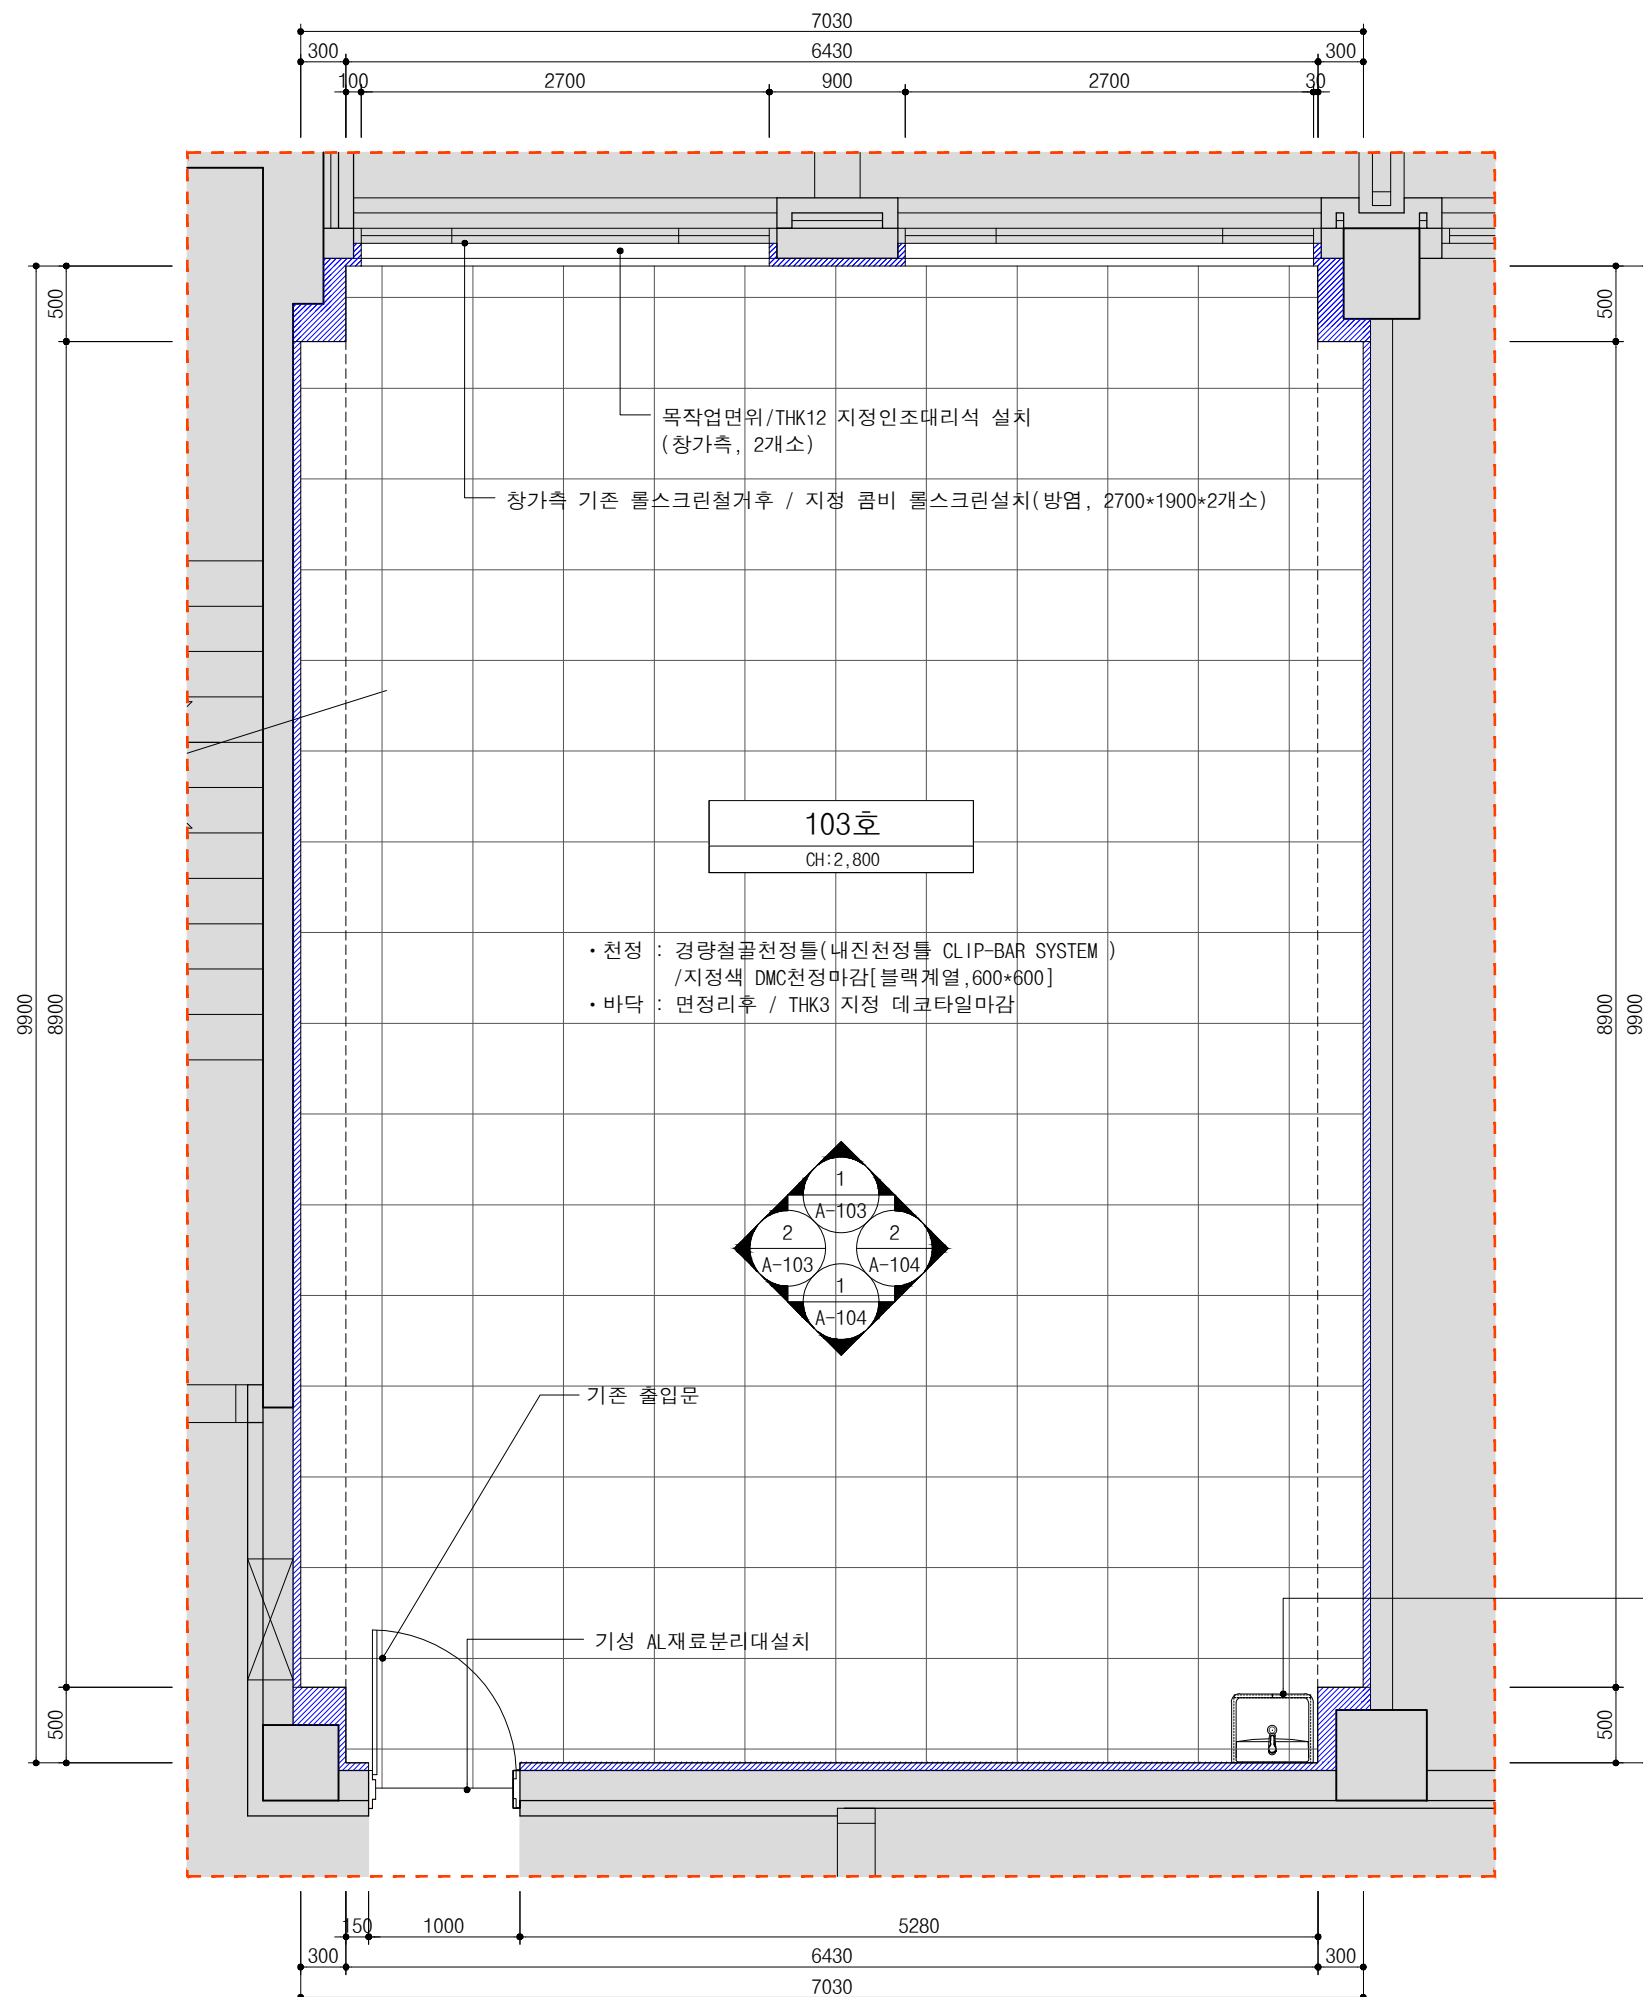 7030
300 6430 300
100 2700 900 2700 30
500
500
목작업면위/THK12 지정인조대리석 설치
(창가측, 2개소)
창가측 기존 롤스크린철거후 / 지정 콤비 롤스크린설치(방염, 2700*1900*2개소)
103호
CH:2,800
・천정 : 경량철골천정틀(내진천정틀 CLIP-BAR SYSTEM )
/지정색 DMC천정마감[블랙계열,600*600]
・바닥 : 면정리후 / THK3 지정 데코타일마감
9900
8900
8900
9900
1
A-103
2
A-103
2
A-104
1
A-104
기존 출입문
기성 AL재료분리대설치
500
500
150 1000 5280
300 6430 300
7030